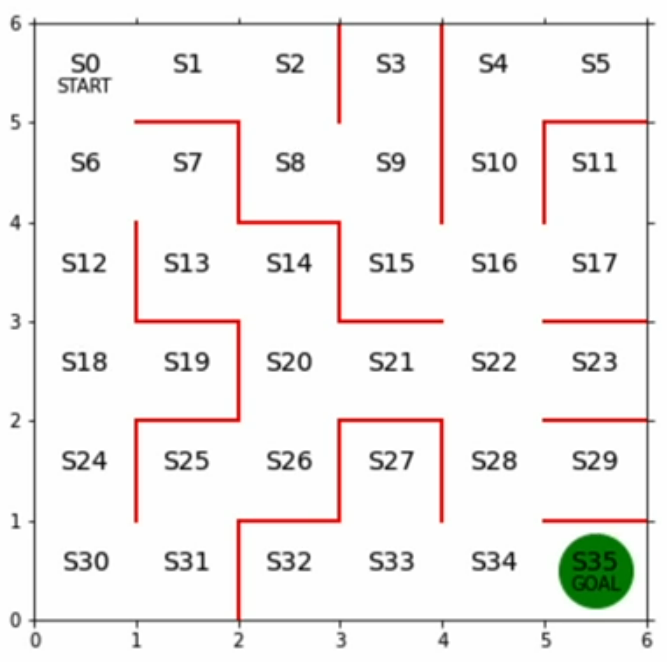 6
S0 S1 S2 S3 S4 S5
START
5
S6 S7 S8 S9 S10 S11
4
S12 S13 S14 S15 S16 S17
3
S18 S19 S20 S21 S22 S23
2
S24 S25 S26 S27 S28 S29
1
S30 S31 S32 S33 S34 S35
GOAL
0
0 1 2 3 4 5 6